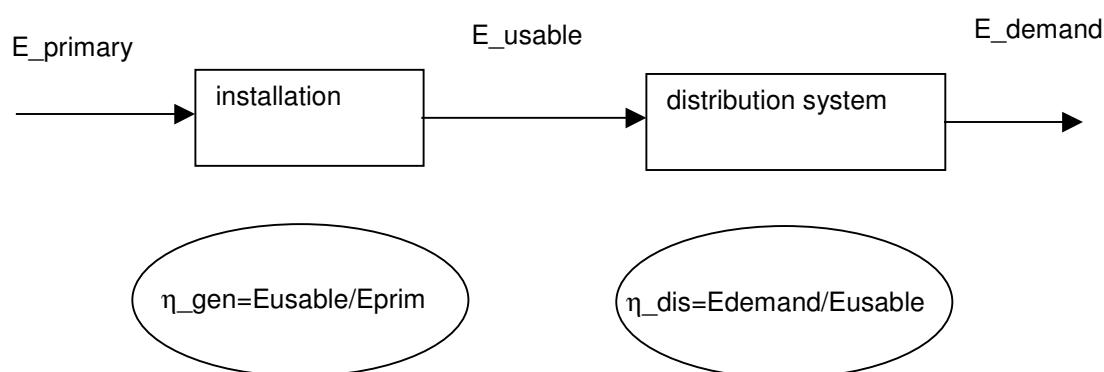 E_primary
E_usable
E_demand
installation
distribution system
η_gen=Eusable/Eprim
η_dis=Edemand/Eusable